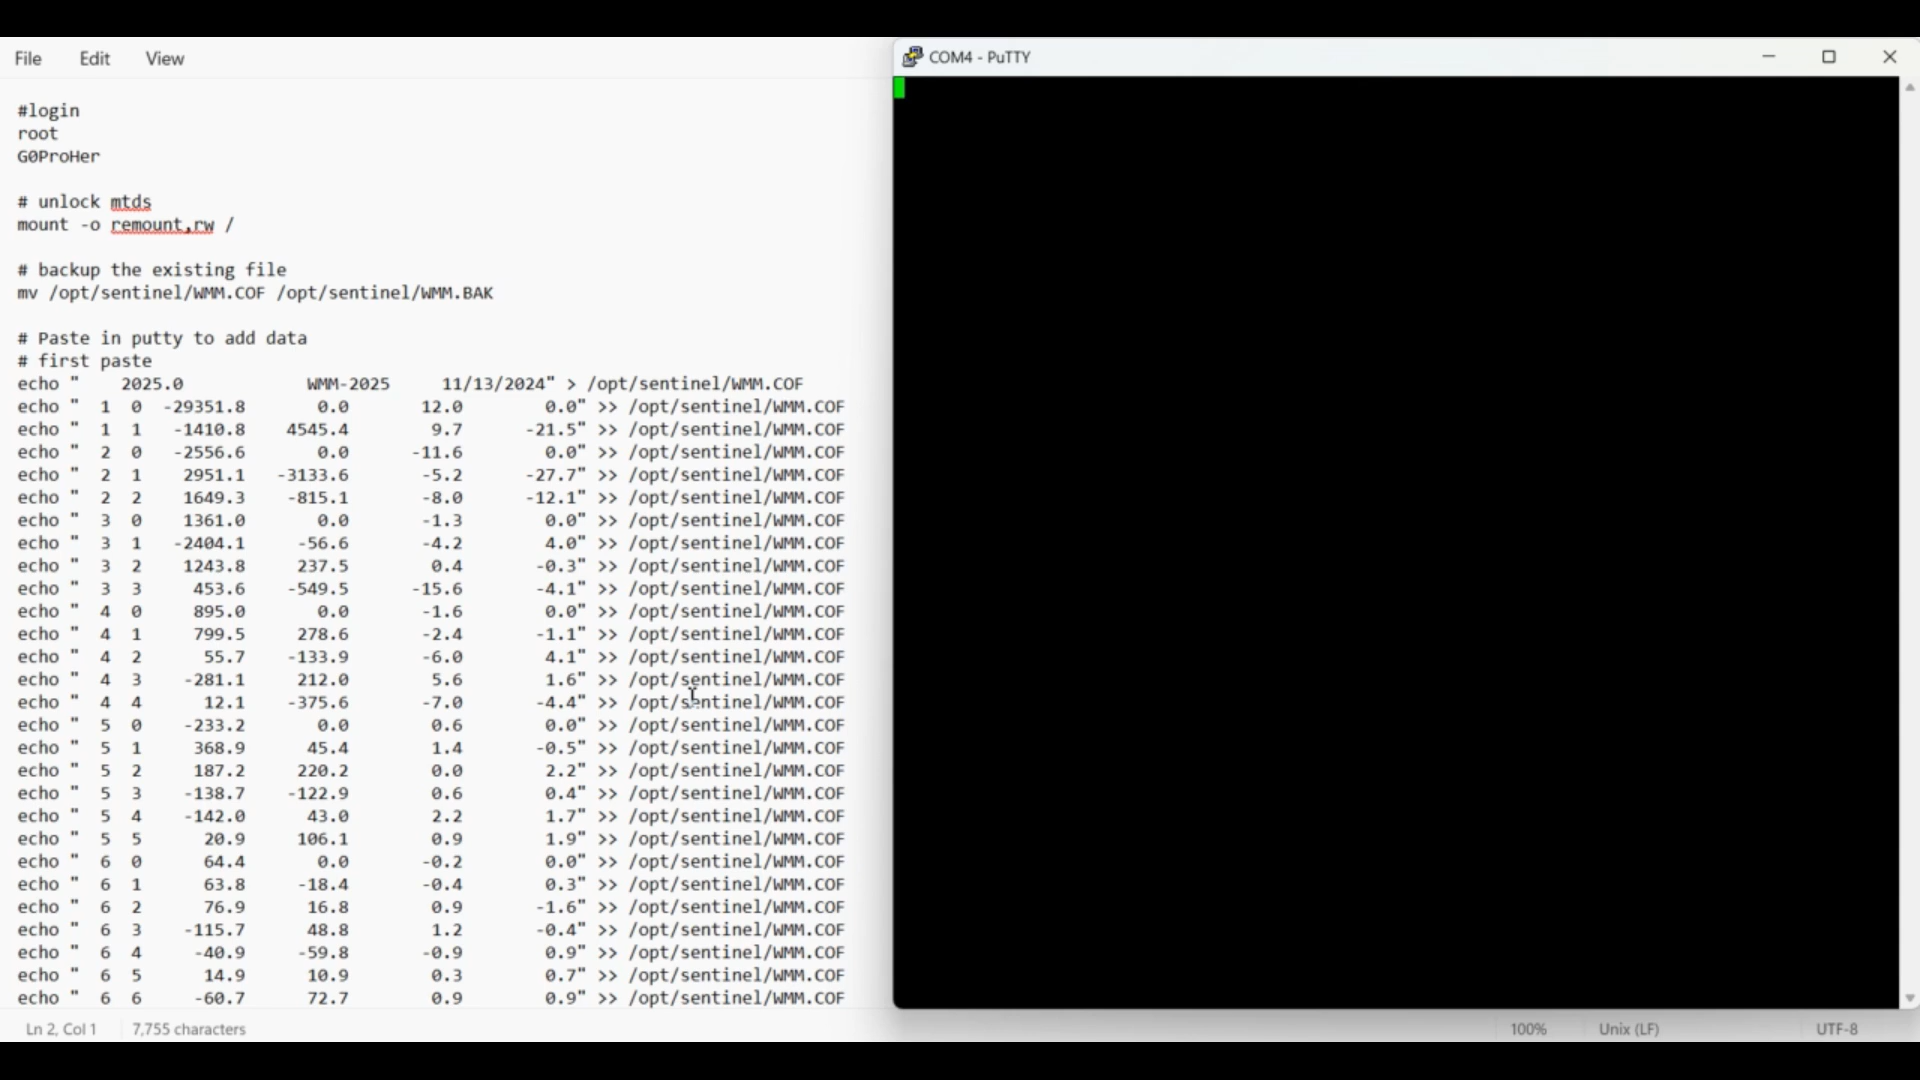 File Edit View
COM4 - PuTTY
#login
root
G0ProHer
# unlock mtds
mount -o remount,rw /
# backup the existing file
mv /opt/sentinel/WMM.COF /opt/sentinel/WMM.BAK
# Paste in putty to add data
# first paste
echo "    2025.0            WMM-2025     11/13/2024" > /opt/sentinel/WMM.COF
echo "  1  0  -29351.8       0.0       12.0        0.0" >> /opt/sentinel/WMM.COF
echo "  1  1   -1410.8    4545.4        9.7      -21.5" >> /opt/sentinel/WMM.COF
echo "  2  0   -2556.6       0.0      -11.6        0.0" >> /opt/sentinel/WMM.COF
echo "  2  1    2951.1   -3133.6       -5.2      -27.7" >> /opt/sentinel/WMM.COF
echo "  2  2    1649.3    -815.1       -8.0      -12.1" >> /opt/sentinel/WMM.COF
echo "  3  0    1361.0       0.0       -1.3        0.0" >> /opt/sentinel/WMM.COF
echo "  3  1   -2404.1     -56.6       -4.2        4.0" >> /opt/sentinel/WMM.COF
echo "  3  2    1243.8     237.5        0.4       -0.3" >> /opt/sentinel/WMM.COF
echo "  3  3     453.6    -549.5      -15.6       -4.1" >> /opt/sentinel/WMM.COF
echo "  4  0     895.0       0.0       -1.6        0.0" >> /opt/sentinel/WMM.COF
echo "  4  1     799.5     278.6       -2.4       -1.1" >> /opt/sentinel/WMM.COF
echo "  4  2      55.7    -133.9       -6.0        4.1" >> /opt/sentinel/WMM.COF
echo "  4  3    -281.1     212.0        5.6        1.6" >> /opt/sentinel/WMM.COF
echo "  4  4      12.1    -375.6       -7.0       -4.4" >> /opt/sentinel/WMM.COF
echo "  5  0    -233.2       0.0        0.6        0.0" >> /opt/sentinel/WMM.COF
echo "  5  1     368.9      45.4        1.4       -0.5" >> /opt/sentinel/WMM.COF
echo "  5  2     187.2     220.2        0.0        2.2" >> /opt/sentinel/WMM.COF
echo "  5  3    -138.7    -122.9        0.6        0.4" >> /opt/sentinel/WMM.COF
echo "  5  4    -142.0      43.0        2.2        1.7" >> /opt/sentinel/WMM.COF
echo "  5  5      20.9     106.1        0.9        1.9" >> /opt/sentinel/WMM.COF
echo "  6  0      64.4       0.0       -0.2        0.0" >> /opt/sentinel/WMM.COF
echo "  6  1      63.8     -18.4       -0.4        0.3" >> /opt/sentinel/WMM.COF
echo "  6  2      76.9      16.8        0.9       -1.6" >> /opt/sentinel/WMM.COF
echo "  6  3    -115.7      48.8        1.2       -0.4" >> /opt/sentinel/WMM.COF
echo "  6  4     -40.9     -59.8       -0.9        0.9" >> /opt/sentinel/WMM.COF
echo "  6  5      14.9      10.9        0.3        0.7" >> /opt/sentinel/WMM.COF
echo "  6  6     -60.7      72.7        0.9        0.9" >> /opt/sentinel/WMM.COF
Ln 2, Col 1 7,755 characters 100% Unix (LF) UTF-8